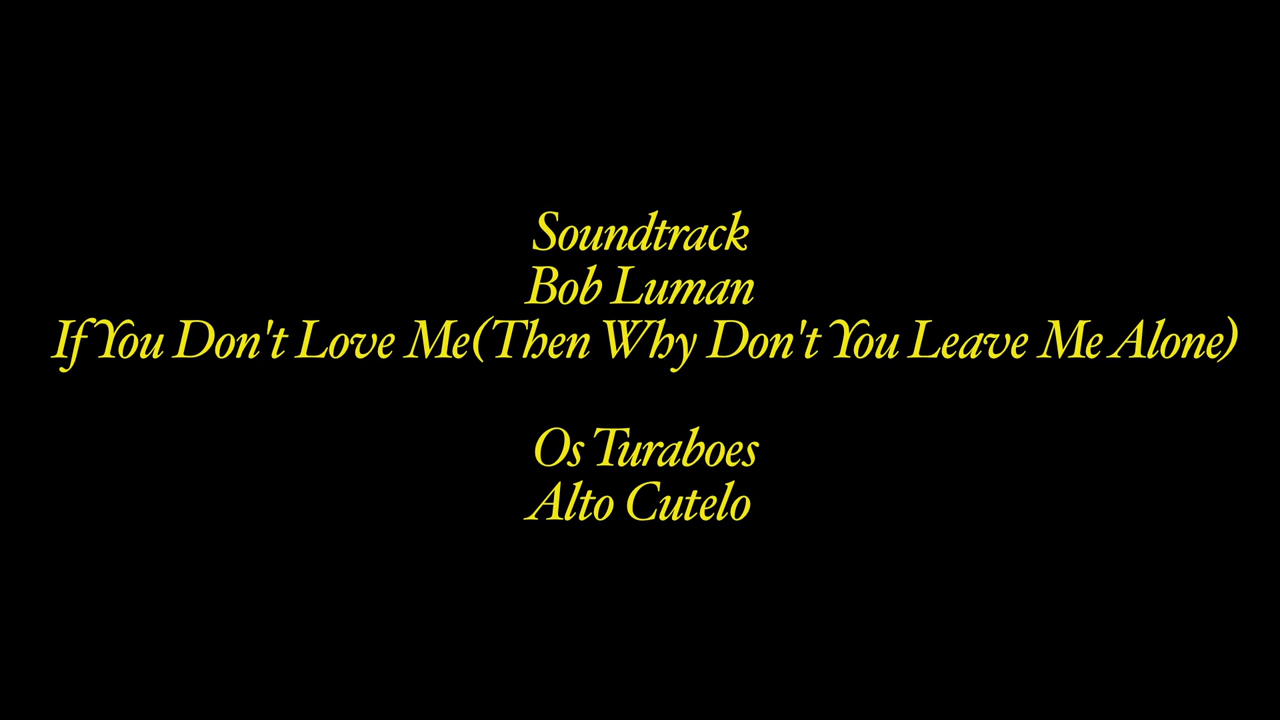 Soundtrack
Bob Luman
If You Don't Love Me(Then Why Don't You Leave Me Alone)
Os Turaboes
Alto Cutelo